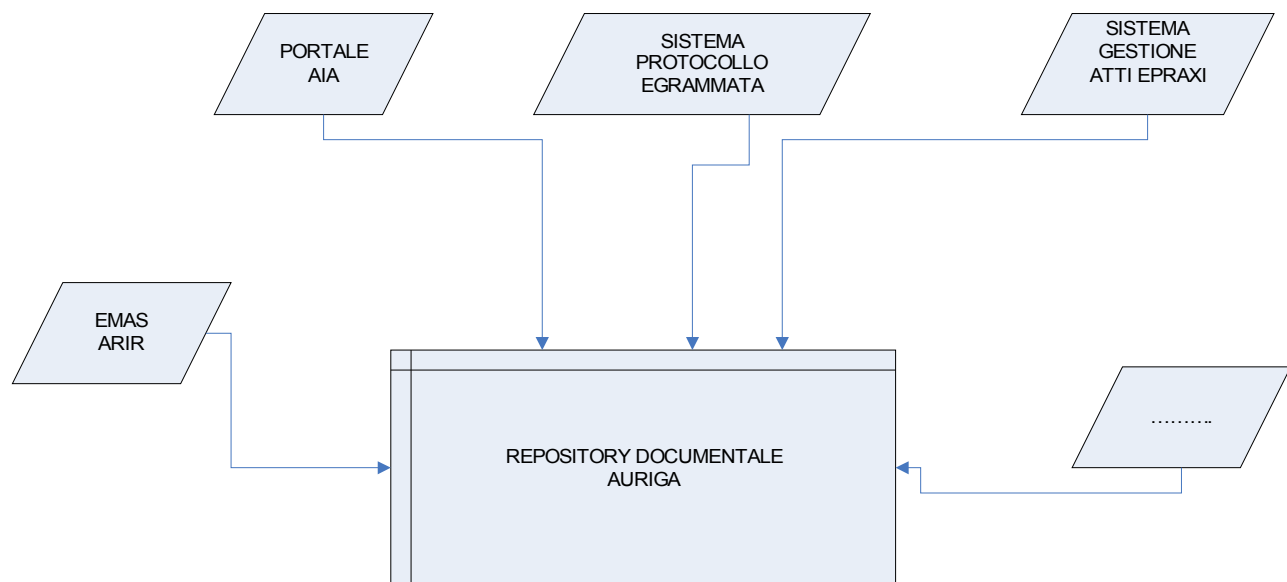 PORTALE
AIA
SISTEMA
PROTOCOLLO
EGRAMMATA
SISTEMA
GESTIONE
ATTI EPRAXI
EMAS
ARIR
REPOSITORY DOCUMENTALE
AURIGA
……….